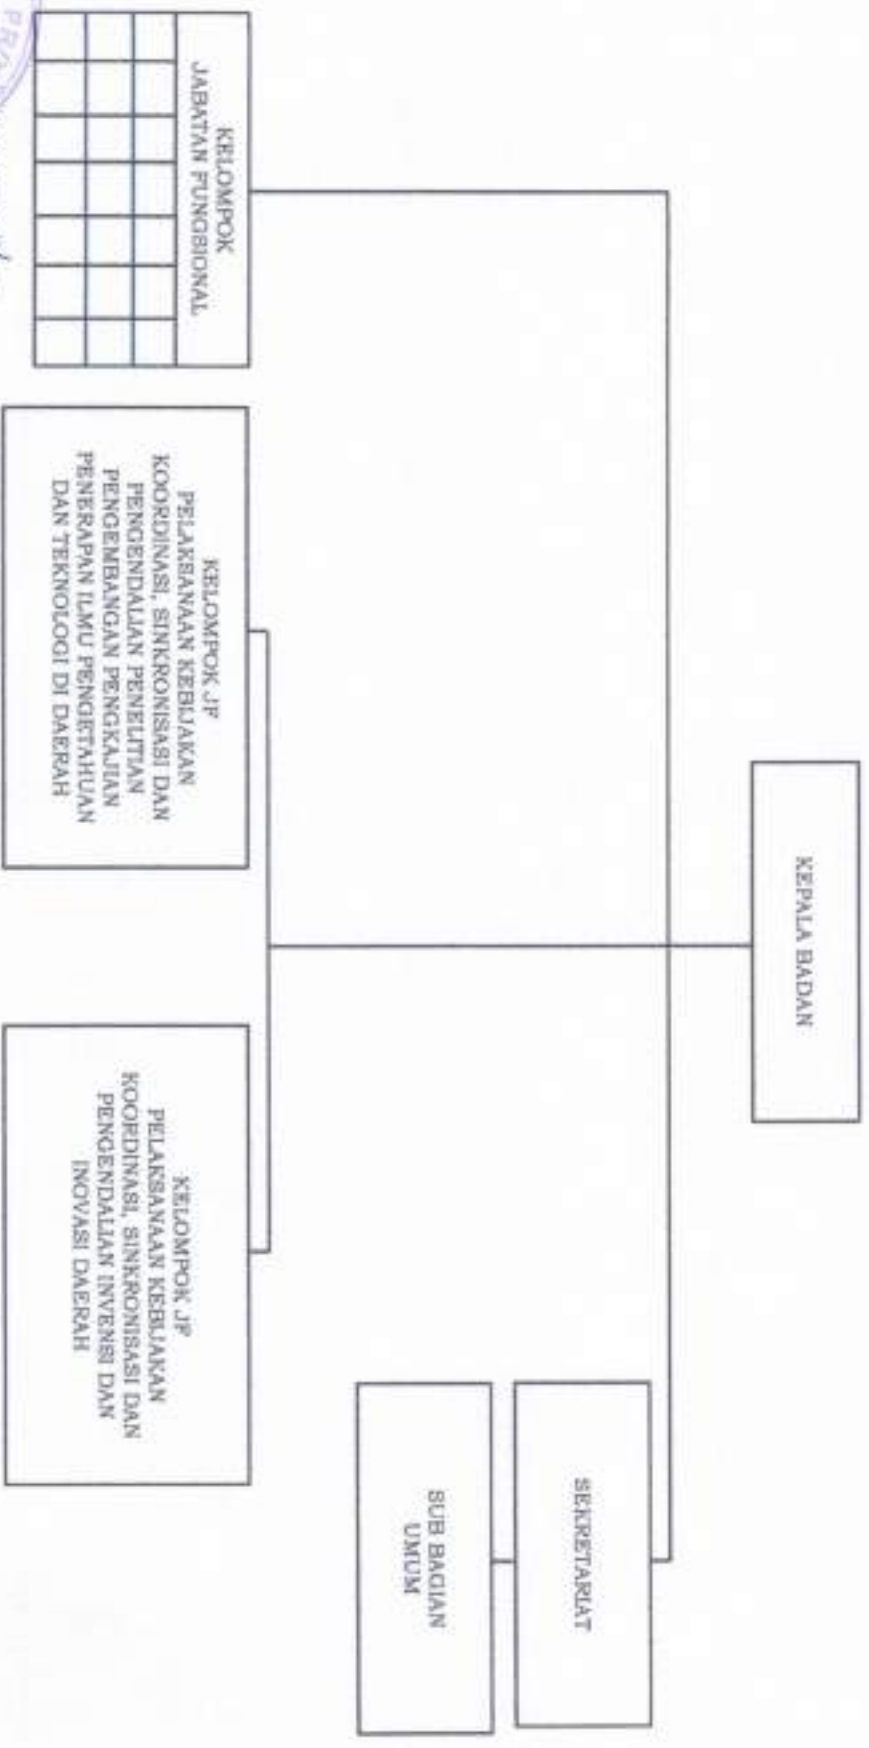 KEPALA BADAN
SEKRETARIAT
SUB BAGIAN
UMUM
KELOMPOK
JABATAN FUNGSIONAL
KELOMPOK JF
PELAKSANAAN KEBIJAKAN
KOORDINASI, SINKRONISASI DAN
PENGENDALIAN PENELITIAN
PENGEMBANGAN PENGKAJIAN
PENERAPAN ILMU PENGETAHUAN
DAN TEKNOLOGI DI DAERAH
KELOMPOK JF
PELAKSANAAN KEBIJAKAN
KOORDINASI, SINKRONISASI DAN
PENGENDALIAN INVENSI DAN
INOVASI DAERAH